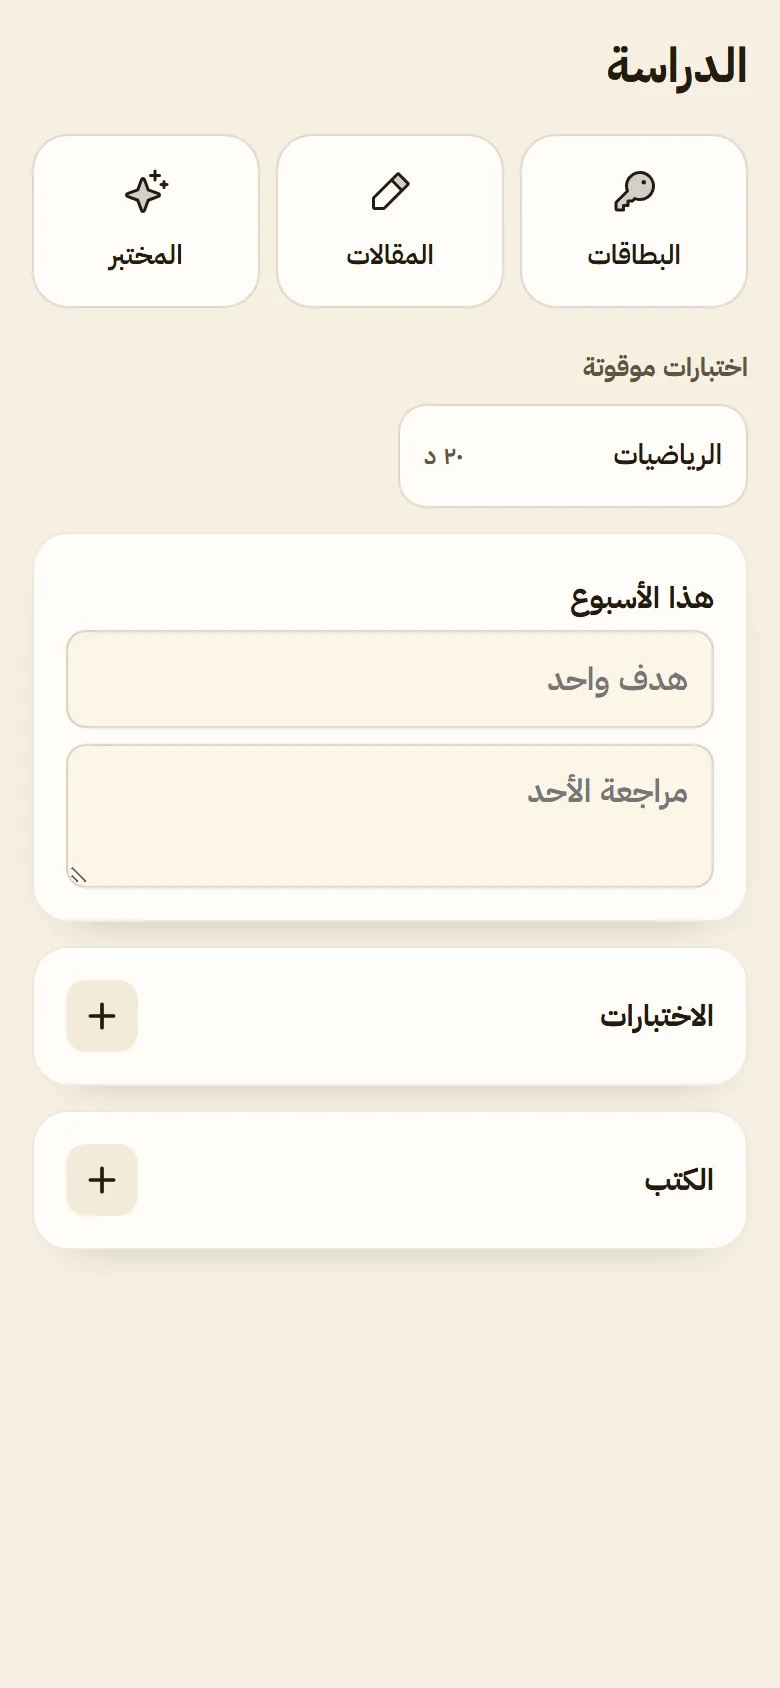 الدراسة
البطاقات
المقالات
المختبر
اختبارات موقوتة
الرياضيات
٢٠ د
هذا الأسبوع
هدف واحد
مراجعة الأحد
الاختبارات
الكتب